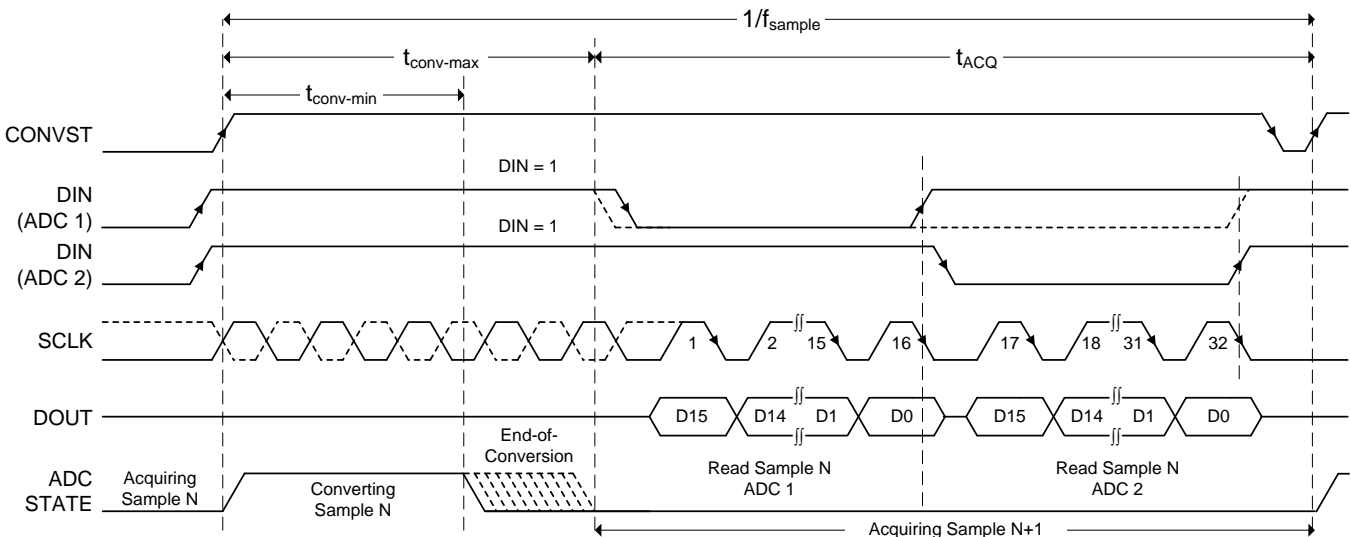 1/fsample
tconv-max
tACQ
tconv-min
CONVST
DIN = 1
DIN
(ADC 1)
DIN = 1
DIN
(ADC 2)
SCLK
1 2 15 16 17 18 31 32
DOUT
D15 D14 D1 D0 D15 D14 D1 D0
End-of-
Conversion
ADC
STATE
Acquiring
Sample N
Converting
Sample N
Read Sample N
ADC 1
Read Sample N
ADC 2
Acquiring Sample N+1